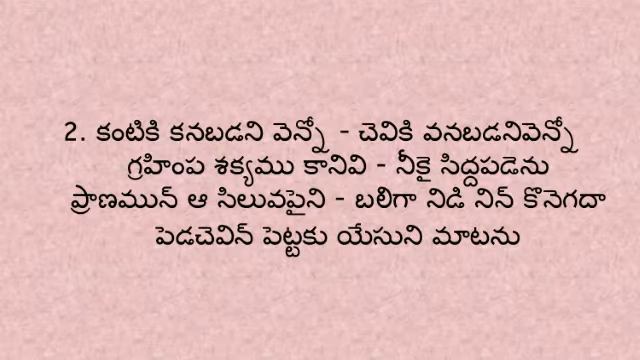 2. కంటికి కనబడని వెన్నో - చెవికి వనబడనివెన్నో
గ్రహింప శక్యము కానివి - నీకై సిద్దపడెను
ప్రాణమున్ ఆ సిలువపైని - బలిగా నిడి నిన్ కొనెగదా
పెడచెవిన్ పెట్టకు యేసుని మాటను